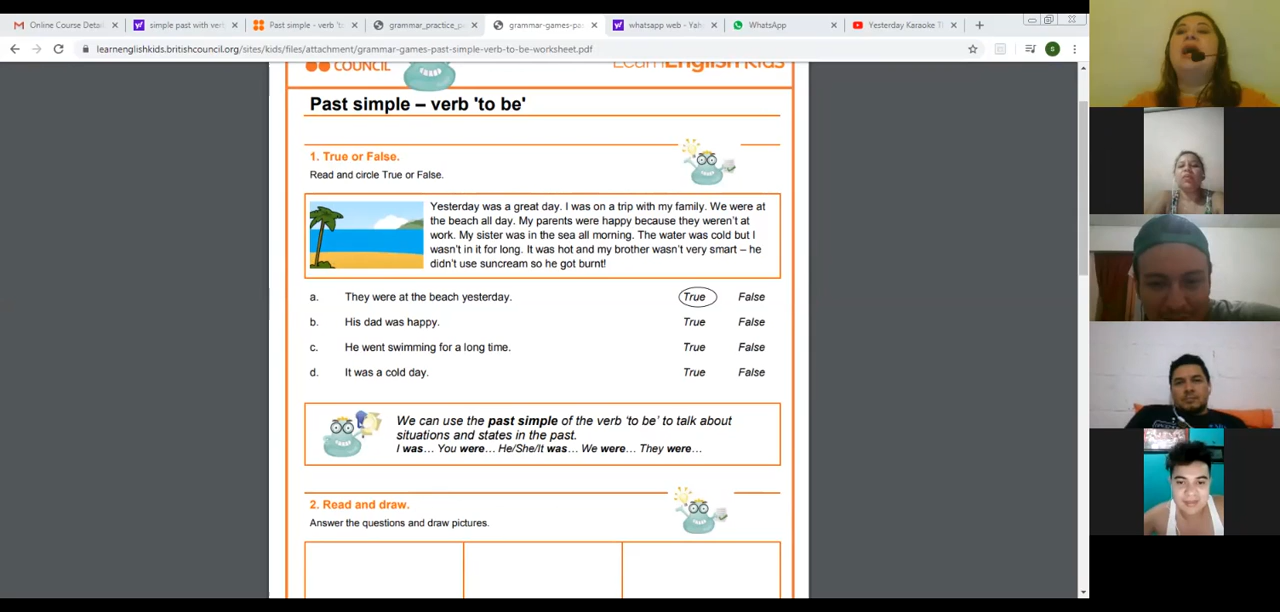 Online Course Detai
simple past with ver
Past simple - verb 't
grammar_practice_p
grammar-games-pa
whatsapp web - Yah
WhatsApp
Yesterday Karaoke T
learnenglishkids.britishcouncil.org/sites/kids/files/attachment/grammar-games-past-simple-verb-to-be-worksheet.pdf
S
COUNCIL
LearnEnglish Kids
Past simple – verb 'to be'
1. True or False.
Read and circle True or False.
Yesterday was a great day. I was on a trip with my family. We were at
the beach all day. My parents were happy because they weren't at
work. My sister was in the sea all morning. The water was cold but I
wasn't in it for long. It was hot and my brother wasn't very smart – he
didn't use suncream so he got burnt!
a. They were at the beach yesterday. True False
b. His dad was happy. True False
c. He went swimming for a long time. True False
d. It was a cold day. True False
We can use the past simple of the verb 'to be' to talk about
situations and states in the past.
I was… You were… He/She/It was… We were… They were…
2. Read and draw.
Answer the questions and draw pictures.